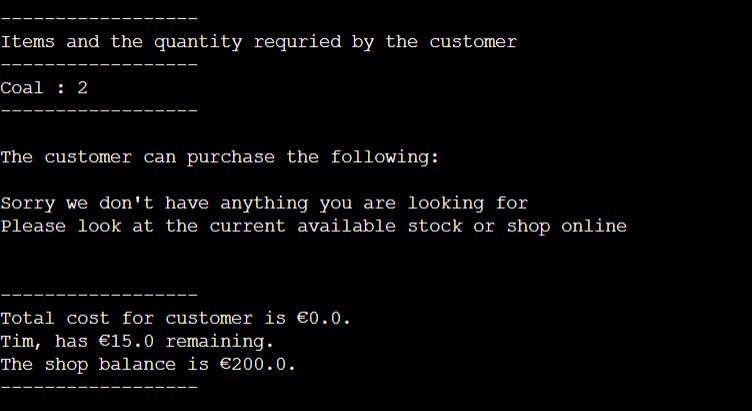 ------------------
Items and the quantity requried by the customer
------------------
Coal : 2
------------------
The customer can purchase the following:
Sorry we don't have anything you are looking for
Please look at the current available stock or shop online
------------------
Total cost for customer is €0.0.
Tim, has €15.0 remaining.
The shop balance is €200.0.
------------------